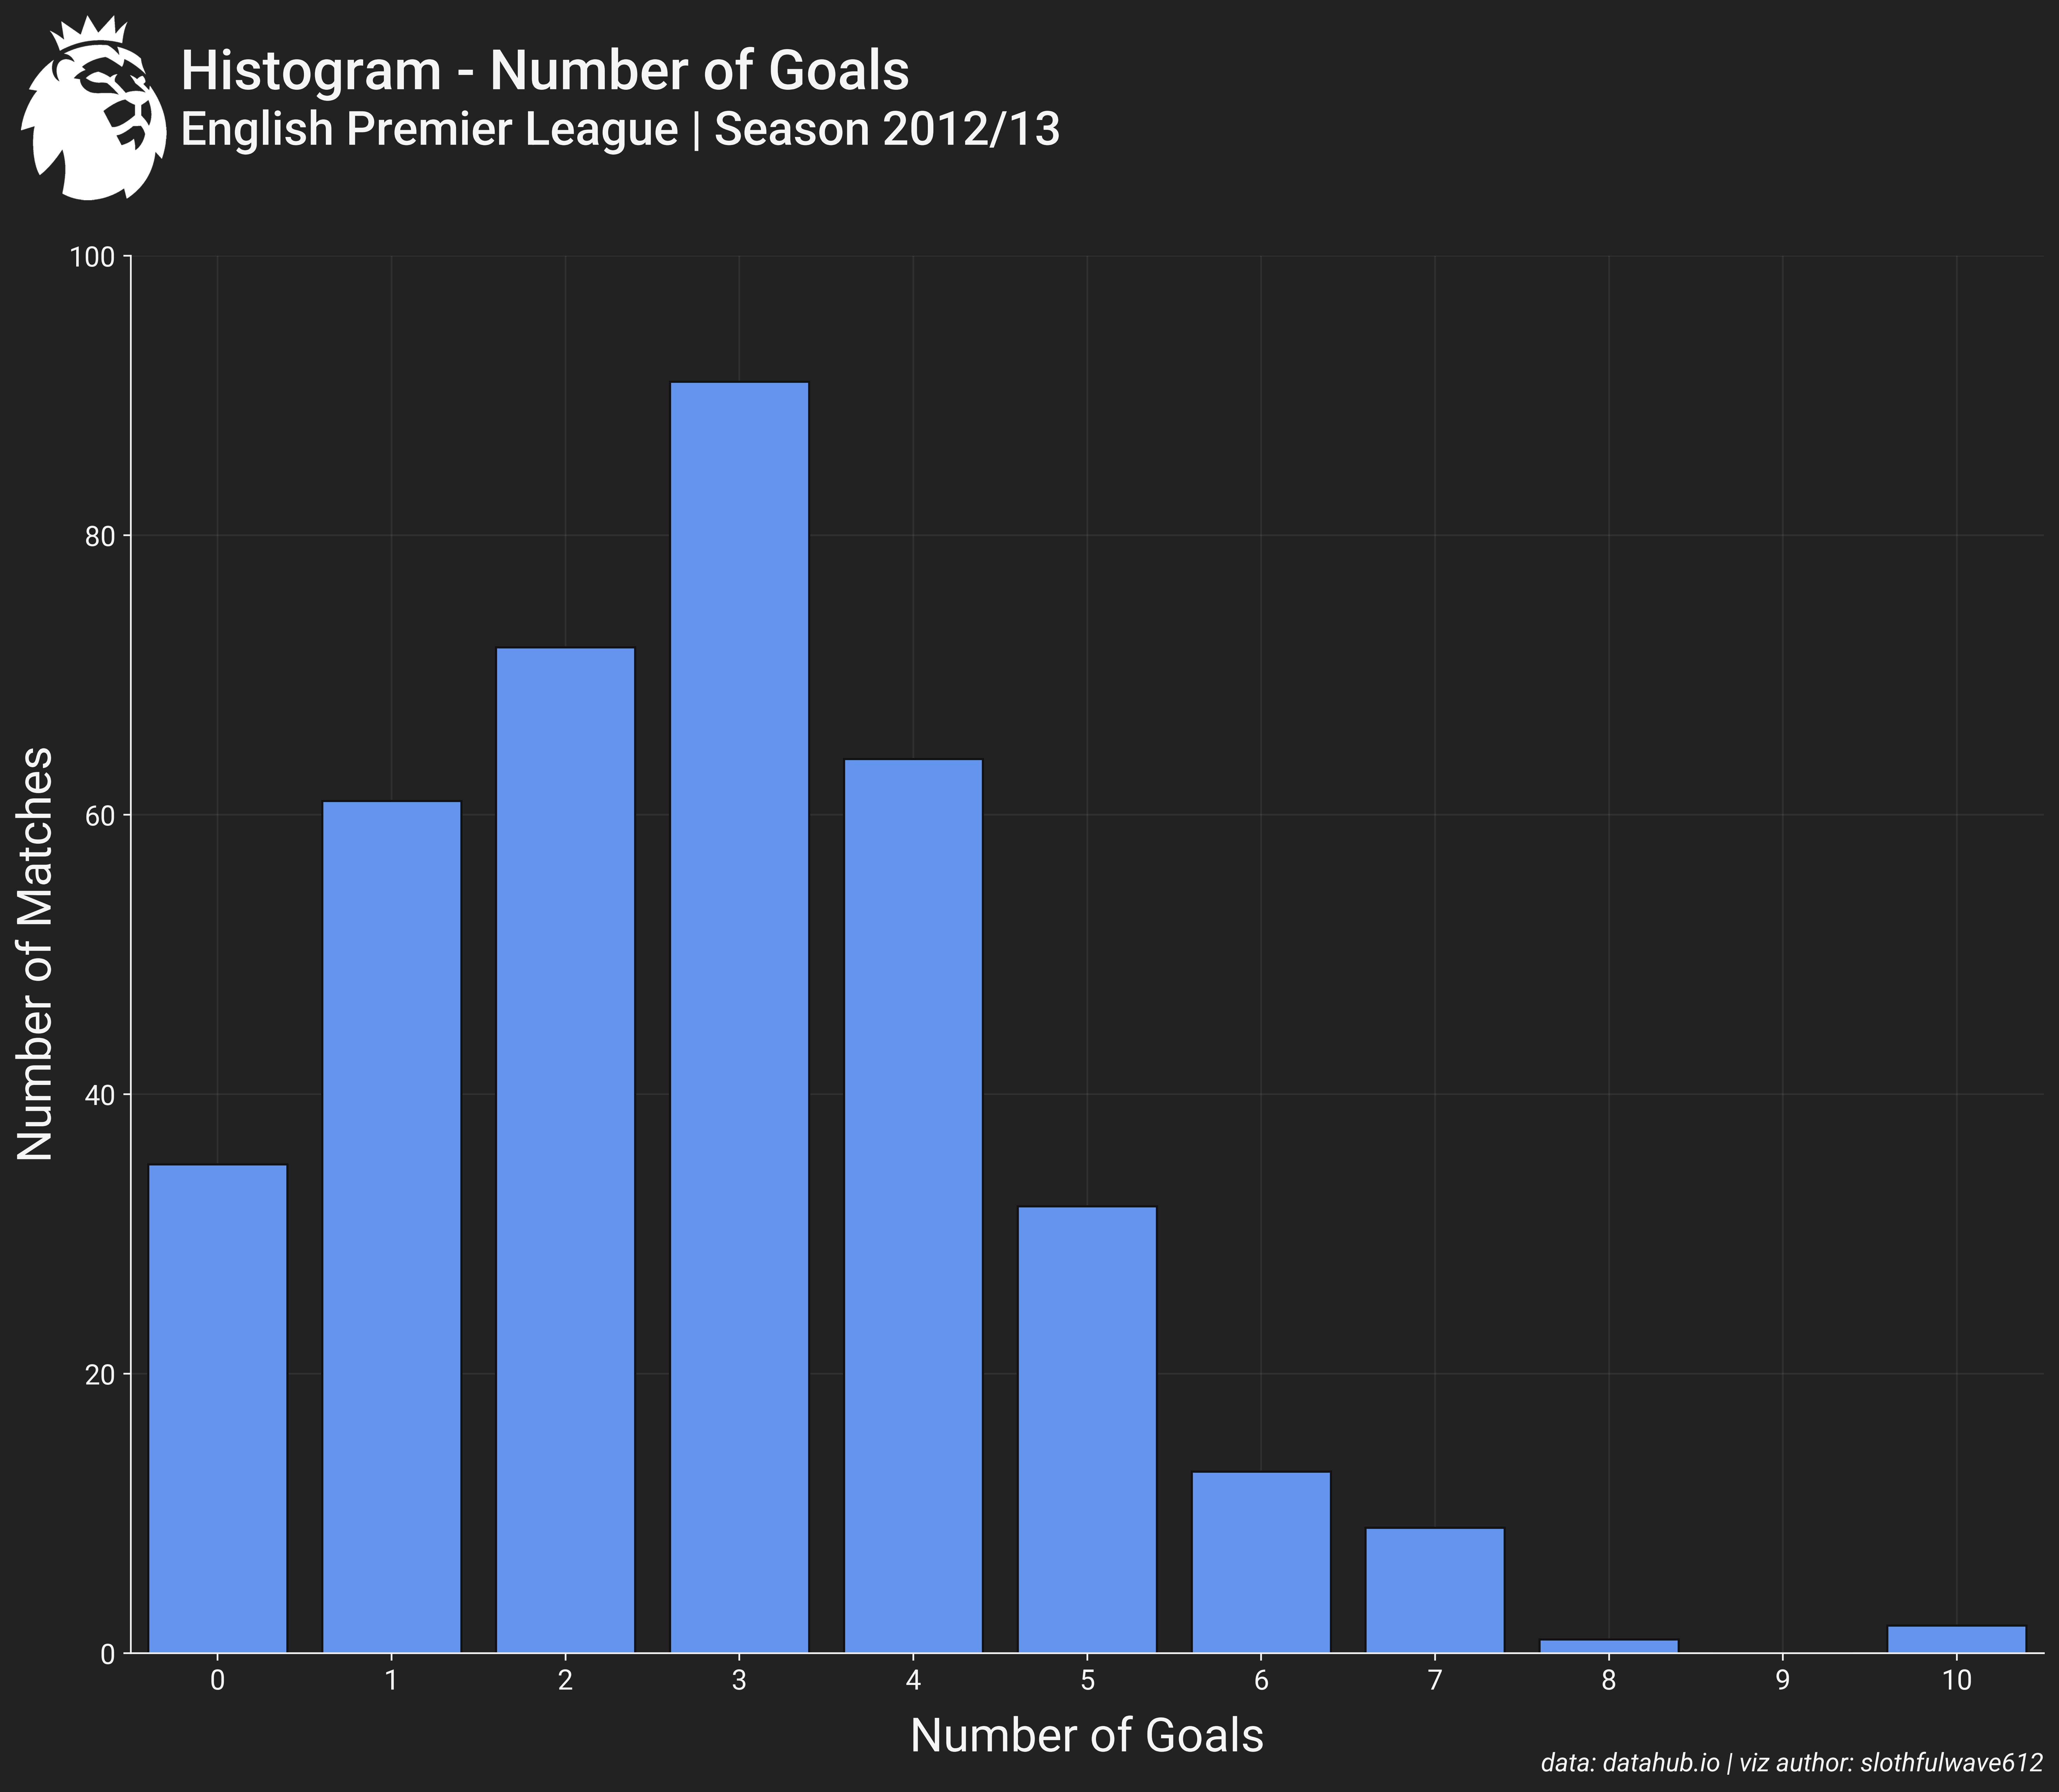 Histogram - Number of Goals
English Premier League | Season 2012/13
100
80
60
40
20
0
Number of Matches
0 1 2 3 4 5 6 7 8 9 10
Number of Goals
data: datahub.io | viz author: slothfulwave612